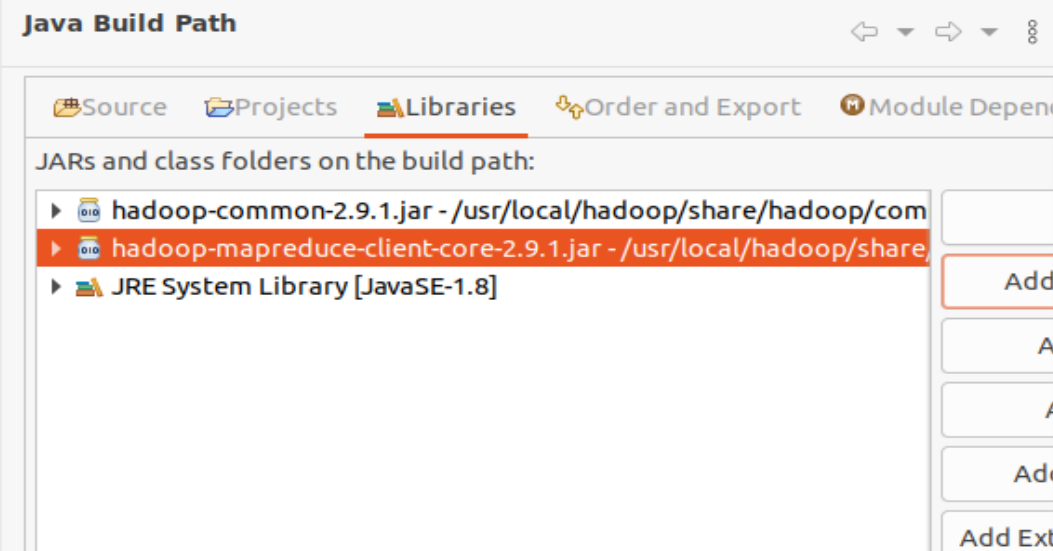 Java Build Path
Source Projects Libraries Order and Export Module Depen
JARs and class folders on the build path:
hadoop-common-2.9.1.jar - /usr/local/hadoop/share/hadoop/com
hadoop-mapreduce-client-core-2.9.1.jar - /usr/local/hadoop/share/
Add
JRE System Library [JavaSE-1.8]
A
A
Add
Add Ext